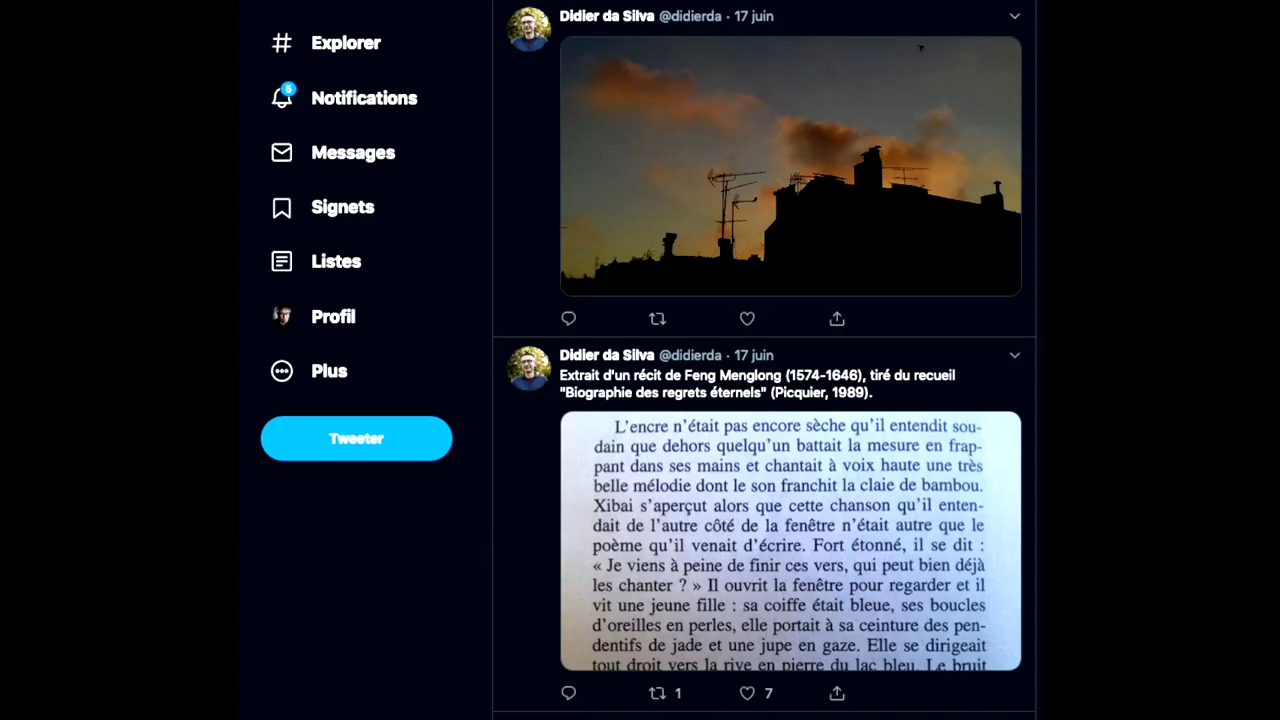 Explorer
5
Notifications
Messages
Signets
Listes
Profil
Plus
Tweeter
Didier da Silva @didierda · 17 juin
Didier da Silva @didierda · 17 juin
Extrait d'un récit de Feng Menglong (1574-1646), tiré du recueil
"Biographie des regrets éternels" (Picquier, 1989).
L'encre n'était pas encore sèche qu'il entendit sou-
dain que dehors quelqu'un battait la mesure en frap-
pant dans ses mains et chantait à voix haute une très
belle mélodie dont le son franchit la claie de bambou.
Xibai s'aperçut alors que cette chanson qu'il enten-
dait de l'autre côté de la fenêtre n'était autre que le
poème qu'il venait d'écrire. Fort étonné, il se dit :
« Je viens à peine de finir ces vers, qui peut bien déjà
les chanter ? » Il ouvrit la fenêtre pour regarder et il
vit une jeune fille : sa coiffe était bleue, ses boucles
d'oreilles en perles, elle portait à sa ceinture des pen-
dentifs de jade et une jupe en gaze. Elle se dirigeait
tout droit vers la rive en pierre du lac bleu. Le bruit
1
7